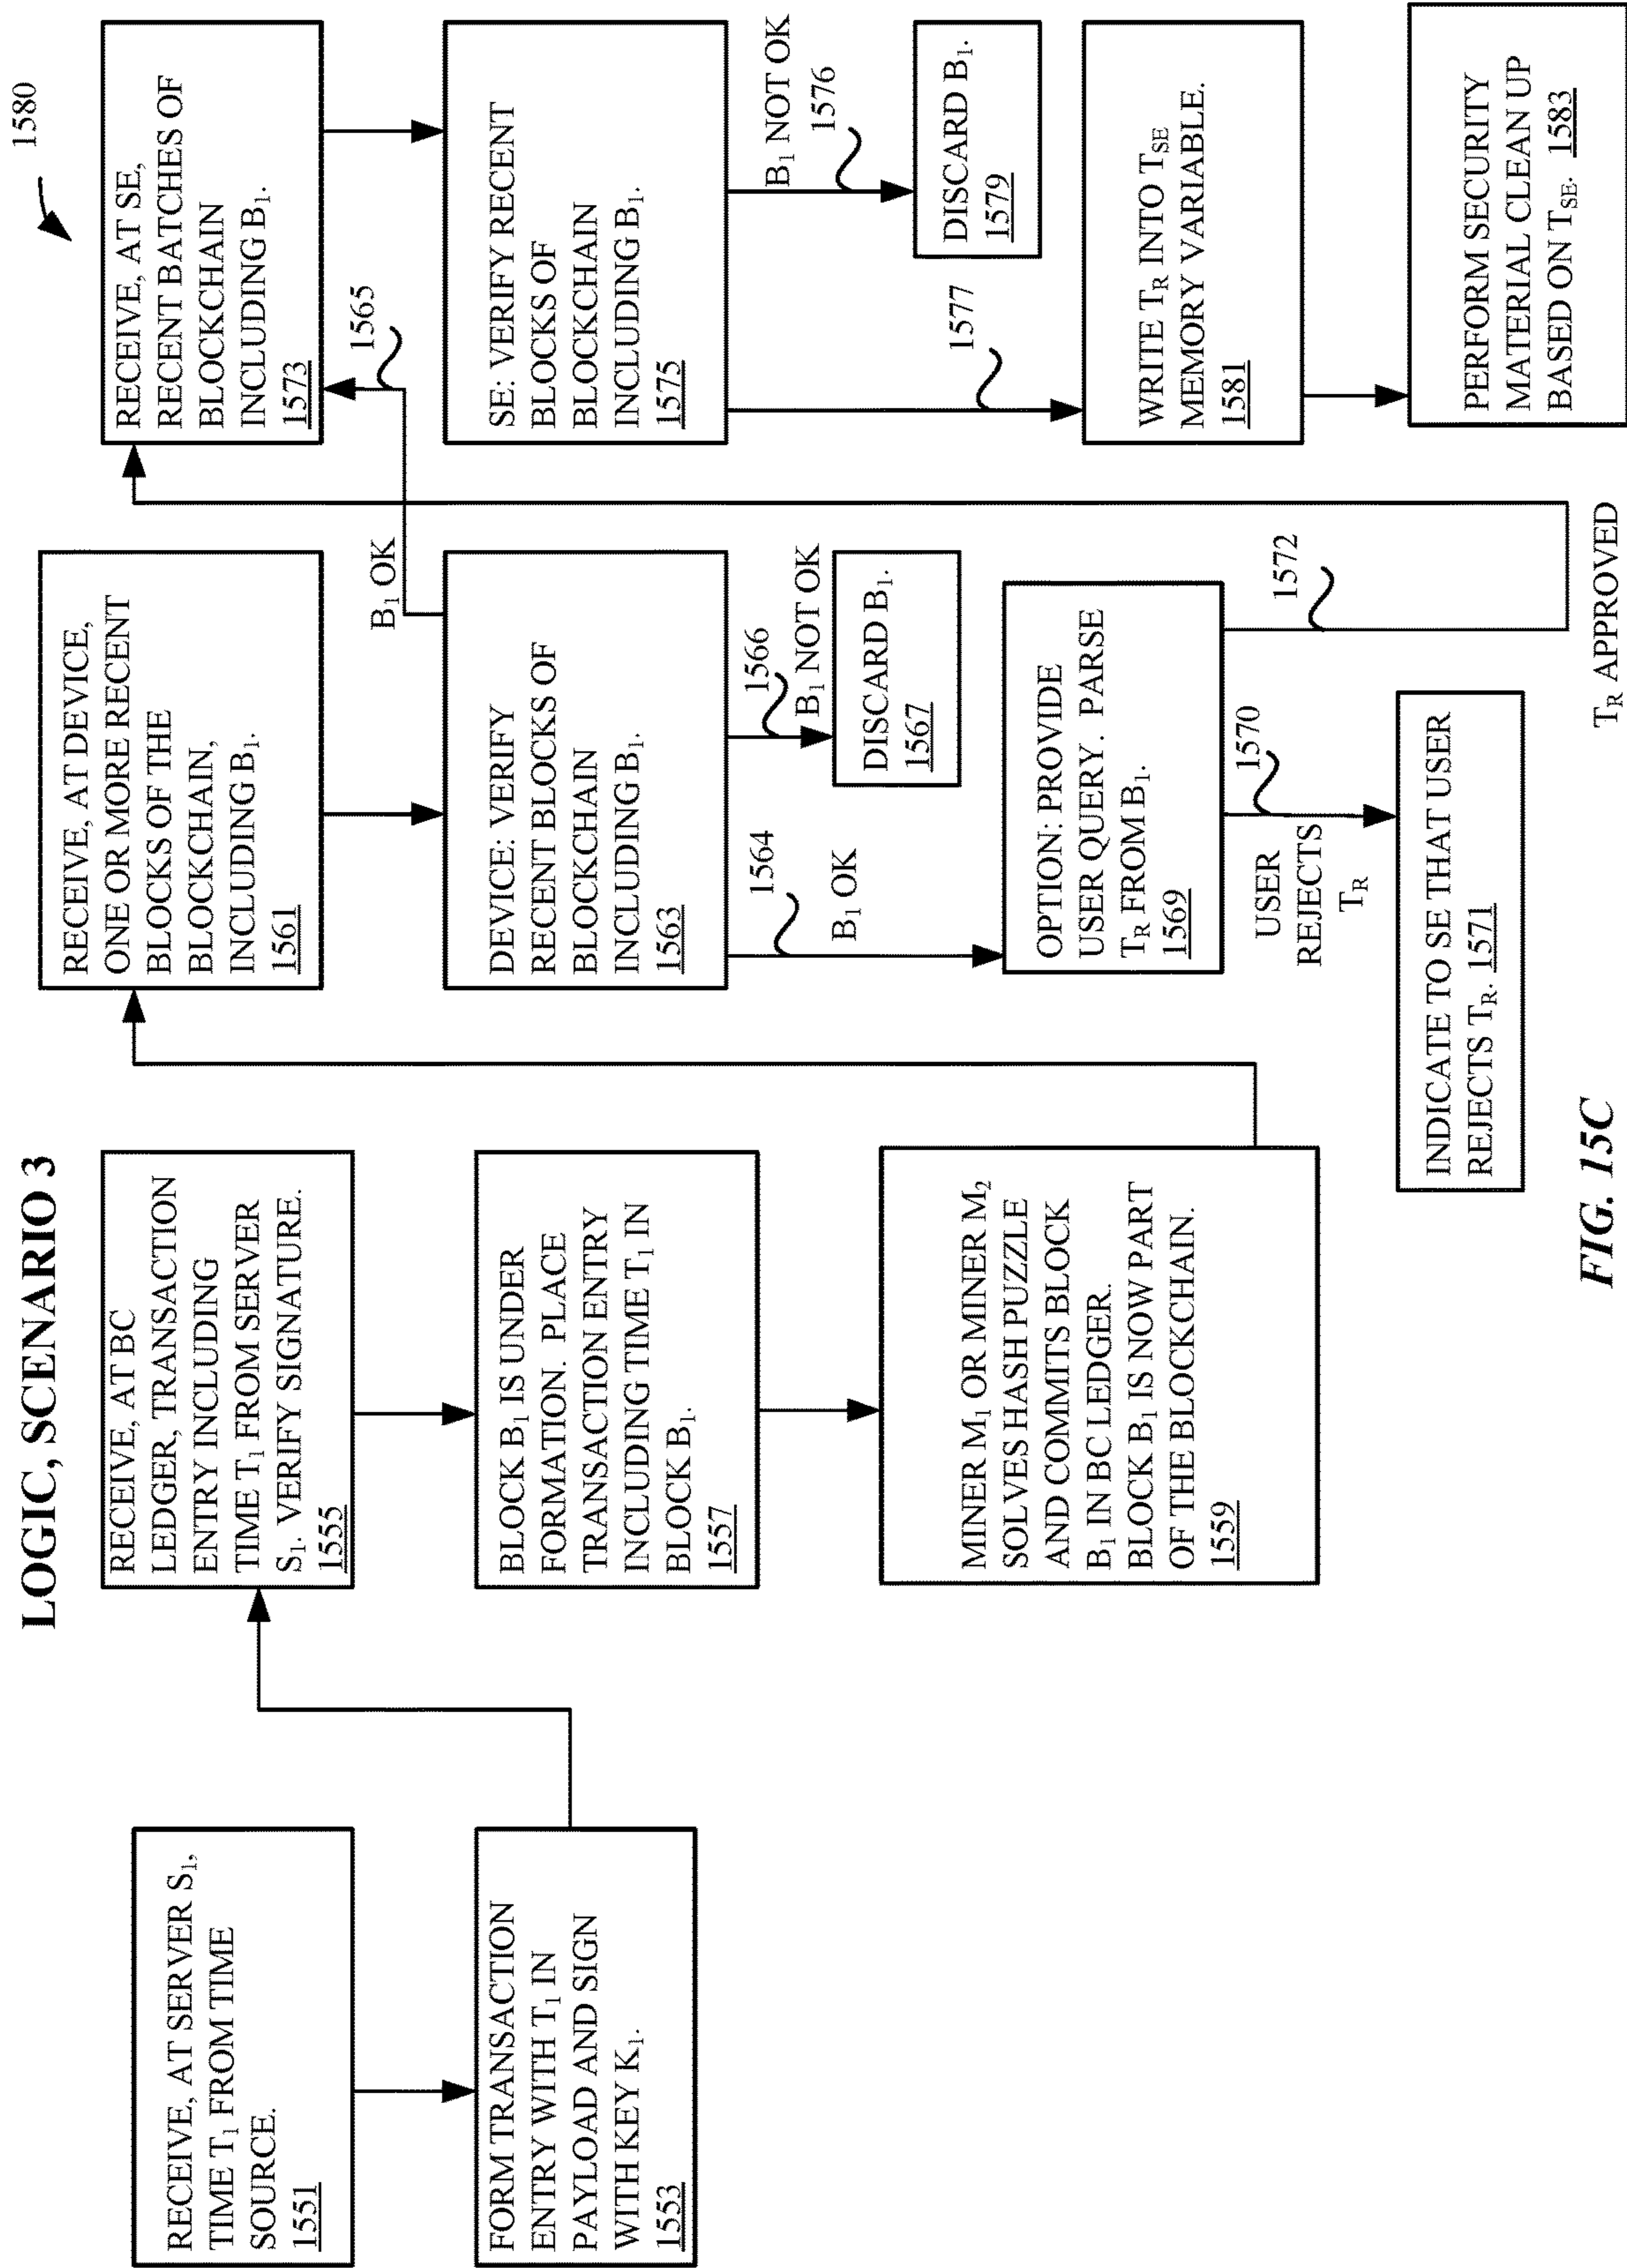 LOGIC, SCENARIO 3
1580
RECEIVE, AT SERVER S₁,
TIME T₁ FROM TIME
SOURCE.
1551
FORM TRANSACTION
ENTRY WITH T₁ IN
PAYLOAD AND SIGN
WITH KEY K₁.
1553
RECEIVE, AT BC
LEDGER, TRANSACTION
ENTRY INCLUDING
TIME T₁ FROM SERVER
S₁. VERIFY SIGNATURE.
1555
BLOCK B₁ IS UNDER
FORMATION. PLACE
TRANSACTION ENTRY
INCLUDING TIME T₁ IN
BLOCK B₁.
1557
MINER M₁ OR MINER M₂
SOLVES HASH PUZZLE
AND COMMITS BLOCK
B₁ IN BC LEDGER.
BLOCK B₁ IS NOW PART
OF THE BLOCKCHAIN.
1559
RECEIVE, AT DEVICE,
ONE OR MORE RECENT
BLOCKS OF THE
BLOCKCHAIN,
INCLUDING B₁.
1561
B₁ OK
1565
DEVICE: VERIFY
RECENT BLOCKS OF
BLOCKCHAIN
INCLUDING B₁.
1563
1564
B₁ OK
1566
B₁ NOT OK
DISCARD B₁.
1567
OPTION: PROVIDE
USER QUERY. PARSE
T_R FROM B₁.
1569
USER
REJECTS
T_R
1570
1572
INDICATE TO SE THAT USER
REJECTS T_R. 1571
T_R APPROVED
RECEIVE, AT SE,
RECENT BATCHES OF
BLOCKCHAIN
INCLUDING B₁.
1573
SE: VERIFY RECENT
BLOCKS OF
BLOCKCHAIN
INCLUDING B₁.
1575
1577
B₁ NOT OK
1576
DISCARD B₁.
1579
WRITE T_R INTO T_SE
MEMORY VARIABLE.
1581
PERFORM SECURITY
MATERIAL CLEAN UP
BASED ON T_SE. 1583
FIG. 15C